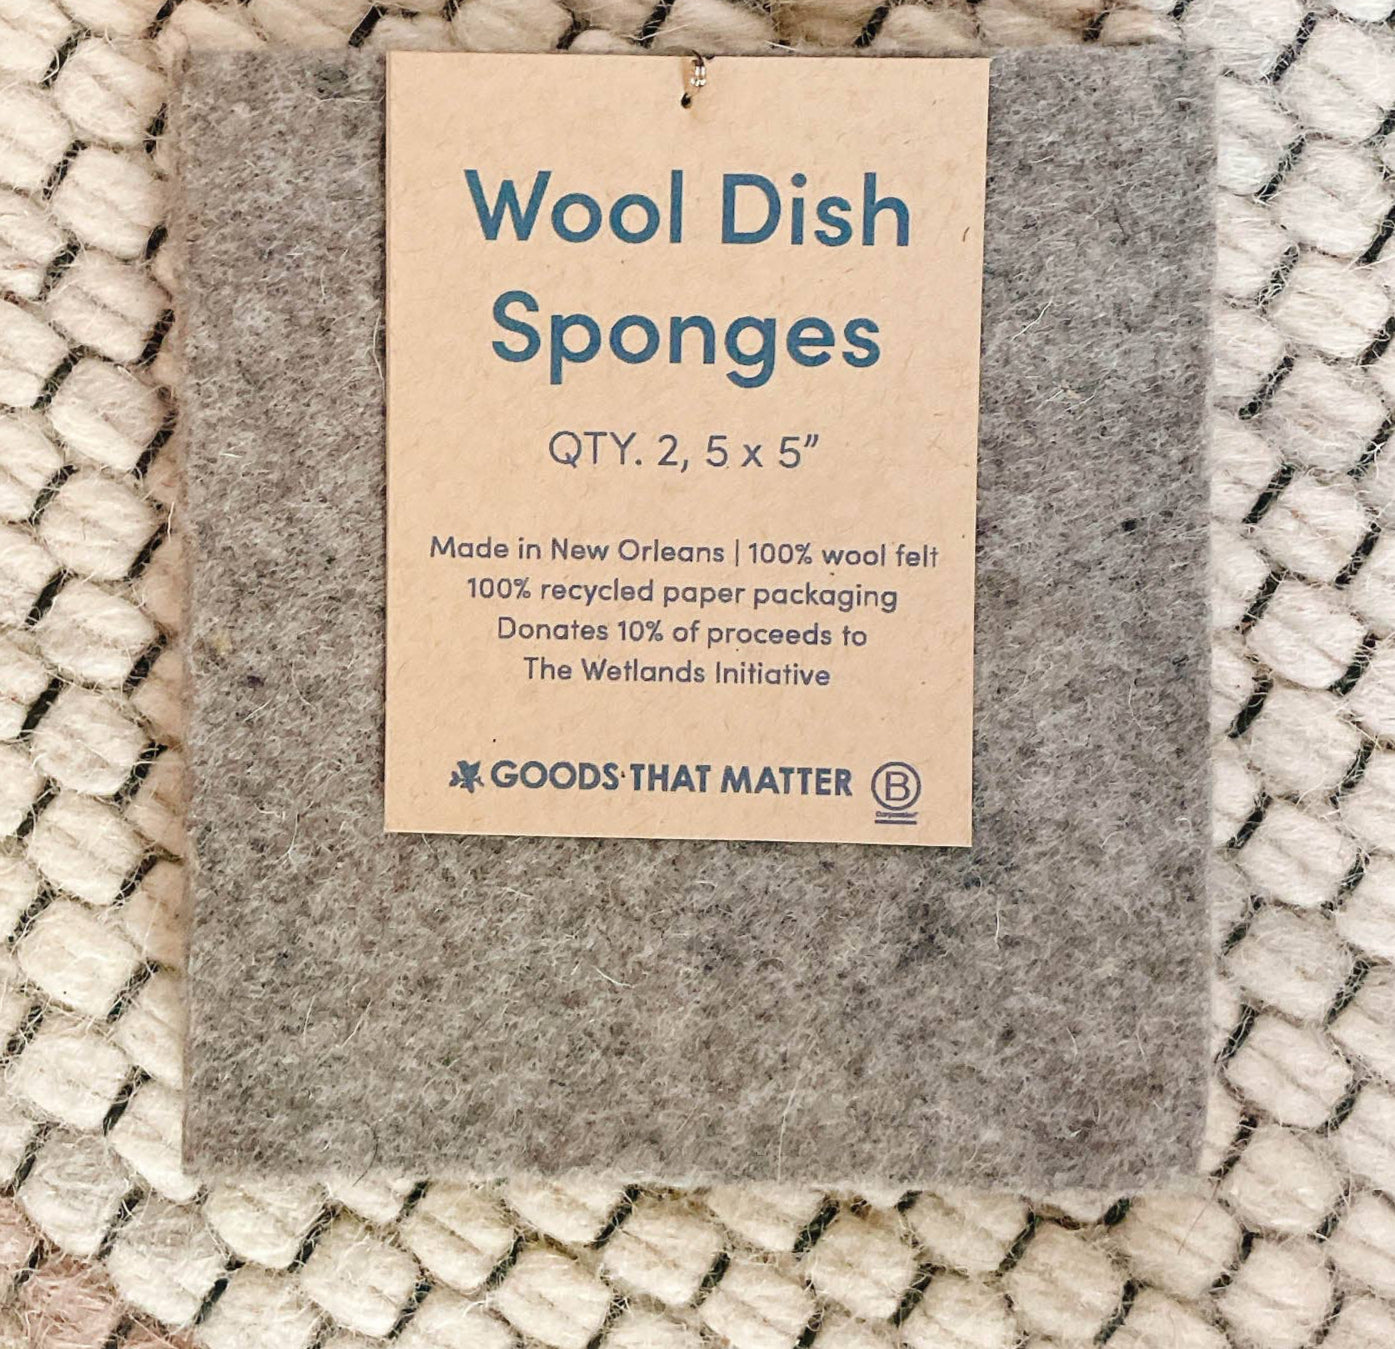 Wool Dish
Sponges
QTY. 2, 5 x 5”
Made in New Orleans | 100% wool felt
100% recycled paper packaging
Donates 10% of proceeds to
The Wetlands Initiative
GOODS THAT MATTER B